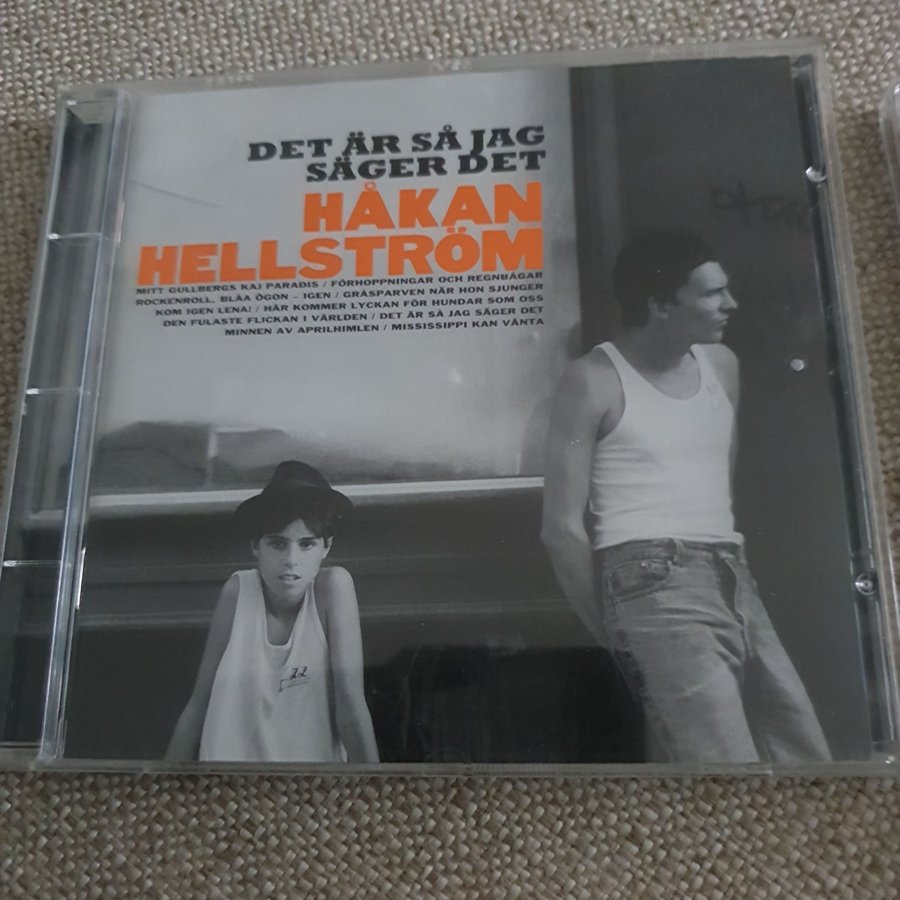 DET ÄR SÅ JAG
SÄGER DET
HÅKAN
HELLSTRÖM
MITT GULLBERGS KAJ PARADIS / FÖRHOPPNINGAR OCH REGNBÅGAR
ROCKENROLL, BLÅA ÖGON – IGEN / GRÅSPARVEN NÄR HON SJUNGER
KOM IGEN LENA! / HÄR KOMMER LYCKAN FÖR HUNDAR SOM OSS
DEN FULASTE FLICKAN I VÄRLDEN / DET ÄR SÅ JAG SÄGER DET
MINNEN AV APRILHIMLEN / MISSISSIPPI KAN VÄNTA